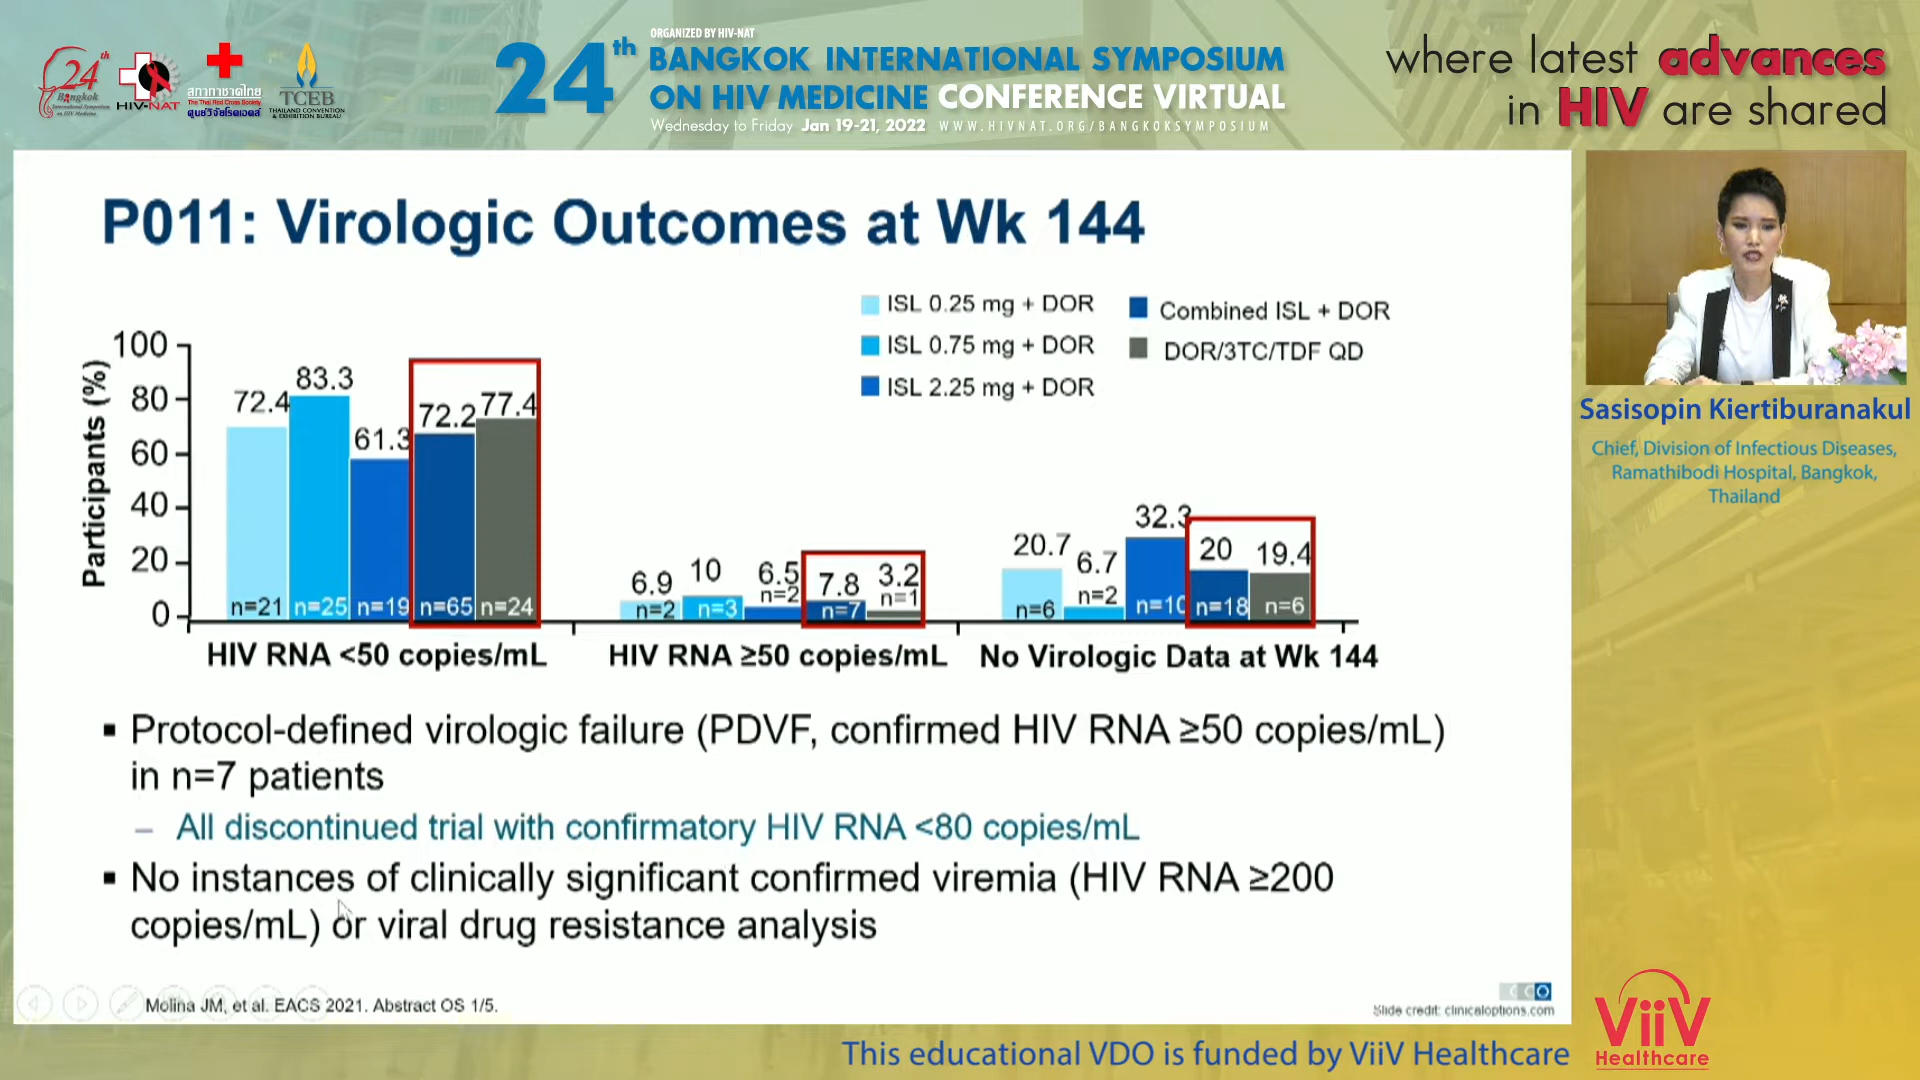 24th
Bangkok
International Symposium
on HIV Medicine
HIV-NAT
สภากาชาดไทย
The Thai Red Cross Society
ศูนย์วิจัยโรคเอดส์
TCEB
THAILAND CONVENTION
& EXHIBITION BUREAU
ORGANIZED BY HIV-NAT
24th BANGKOK INTERNATIONAL SYMPOSIUM
ON HIV MEDICINE CONFERENCE VIRTUAL
Wednesday to Friday Jan 19-21, 2022 WWW.HIVNAT.ORG/BANGKOKSYMPOSIUM
where latest advances
in HIV are shared
P011: Virologic Outcomes at Wk 144
ISL 0.25 mg + DOR
ISL 0.75 mg + DOR
ISL 2.25 mg + DOR
Combined ISL + DOR
DOR/3TC/TDF QD
Participants (%)
100
80
60
40
20
0
72.4 83.3 61.3 72.2 77.4
n=21 n=25 n=19 n=65 n=24
HIV RNA <50 copies/mL
6.9 10 6.5 7.8 3.2
n=2 n=3 n=2 n=7 n=1
HIV RNA ≥50 copies/mL
20.7 6.7 32.3 20 19.4
n=6 n=2 n=10 n=18 n=6
No Virologic Data at Wk 144
▪ Protocol-defined virologic failure (PDVF, confirmed HIV RNA ≥50 copies/mL)
in n=7 patients
– All discontinued trial with confirmatory HIV RNA <80 copies/mL
▪ No instances of clinically significant confirmed viremia (HIV RNA ≥200
copies/mL) or viral drug resistance analysis
Molina JM, et al. EACS 2021. Abstract OS 1/5.
CCO
Slide credit: clinicaloptions.com
Sasisopin Kiertiburanakul
Chief, Division of Infectious Diseases,
Ramathibodi Hospital, Bangkok,
Thailand
This educational VDO is funded by ViiV Healthcare
ViiV
Healthcare